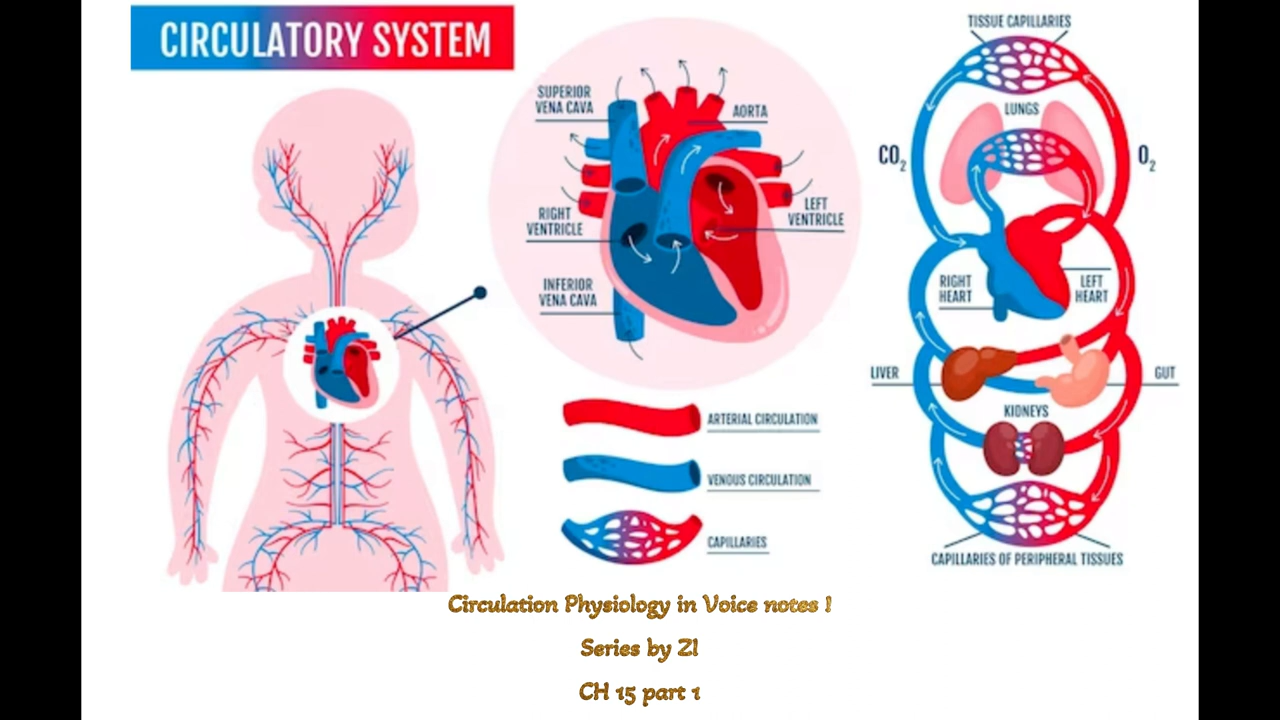 CIRCULATORY SYSTEM
SUPERIOR
VENA CAVA
AORTA
RIGHT
VENTRICLE
LEFT
VENTRICLE
INFERIOR
VENA CAVA
ARTERIAL CIRCULATION
VENOUS CIRCULATION
CAPILLARIES
TISSUE CAPILLARIES
LUNGS
CO2
O2
RIGHT
HEART
LEFT
HEART
LIVER
GUT
KIDNEYS
CAPILLARIES OF PERIPHERAL TISSUES
Circulation Physiology in Voice notes !
Series by Zl
CH 15 part 1